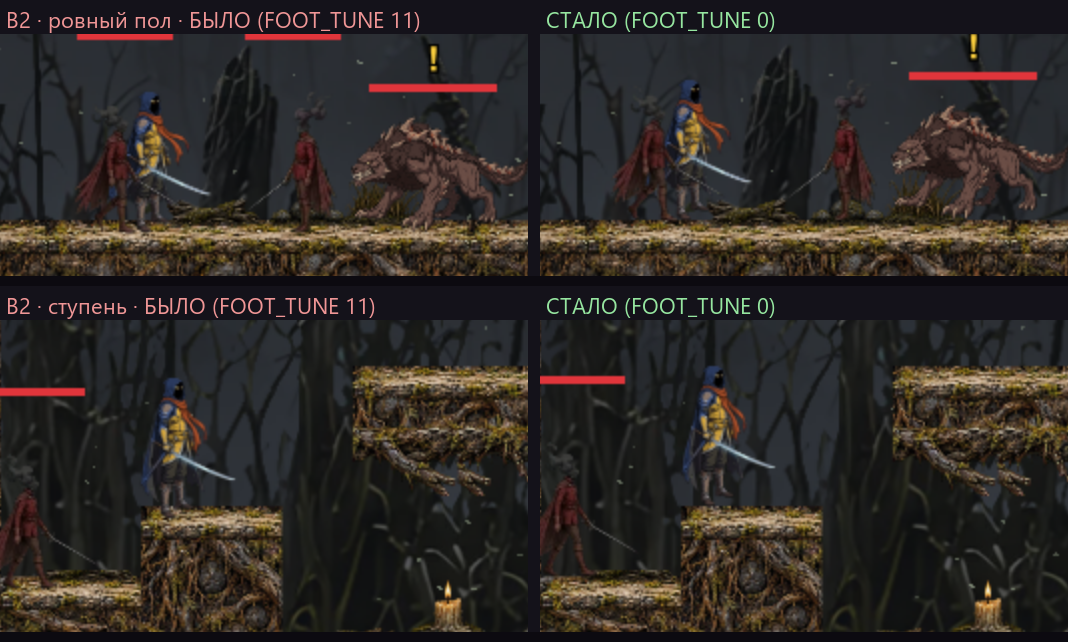 B2 · ровный пол · БЫЛО (FOOT_TUNE 11)
СТАЛО (FOOT_TUNE 0)
!
!
B2 · ступень · БЫЛО (FOOT_TUNE 11)
СТАЛО (FOOT_TUNE 0)